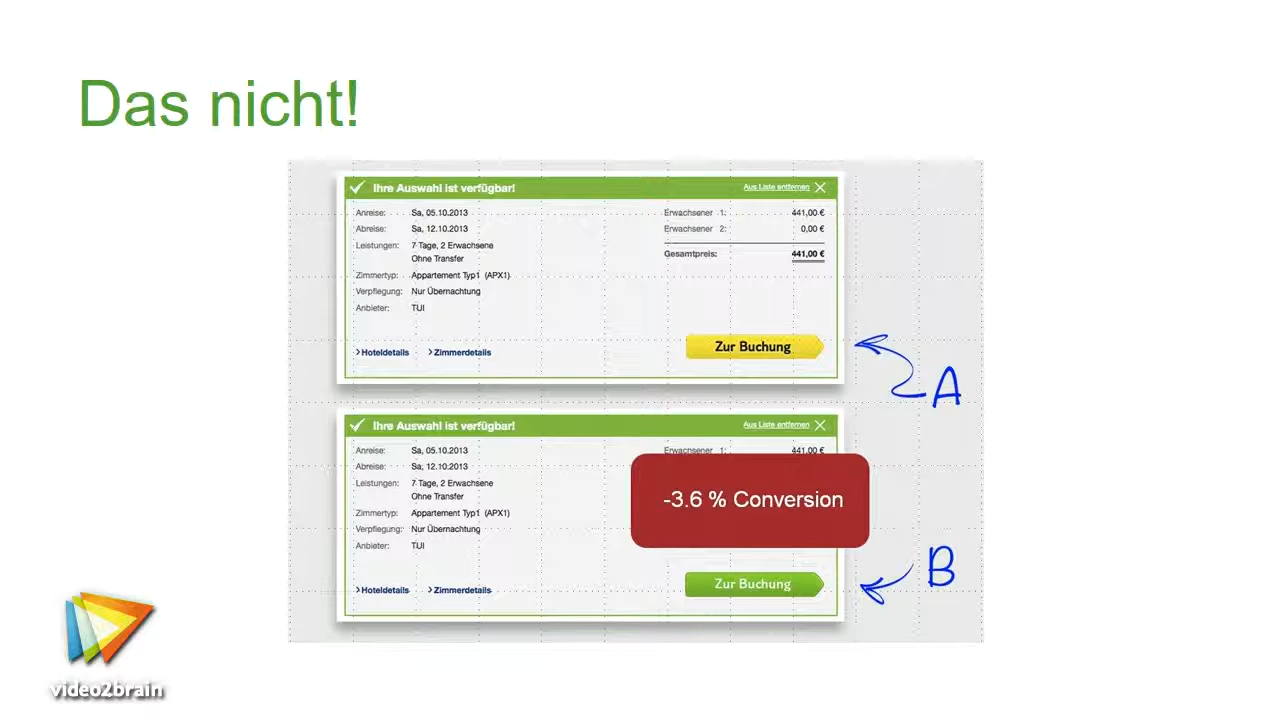 Das nicht!
Ihre Auswahl ist verfügbar! Aus Liste entfernen
Anreise: Sa, 05.10.2013 Erwachsener 1: 441,00 €
Abreise: Sa, 12.10.2013 Erwachsener 2: 0,00 €
Leistungen: 7 Tage, 2 Erwachsene
Ohne Transfer Gesamtpreis: 441,00 €
Zimmertyp: Appartement Typ1 (APX1)
Verpflegung: Nur Übernachtung
Anbieter: TUI
Zur Buchung
Hoteldetails Zimmerdetails
A
Ihre Auswahl ist verfügbar! Aus Liste entfernen
Anreise: Sa, 05.10.2013 Erwachsener 1: 441,00 €
Abreise: Sa, 12.10.2013
Leistungen: 7 Tage, 2 Erwachsene
Ohne Transfer
-3.6 % Conversion
Zimmertyp: Appartement Typ1 (APX1)
Verpflegung: Nur Übernachtung
Anbieter: TUI
B
Zur Buchung
Hoteldetails Zimmerdetails
video2brain